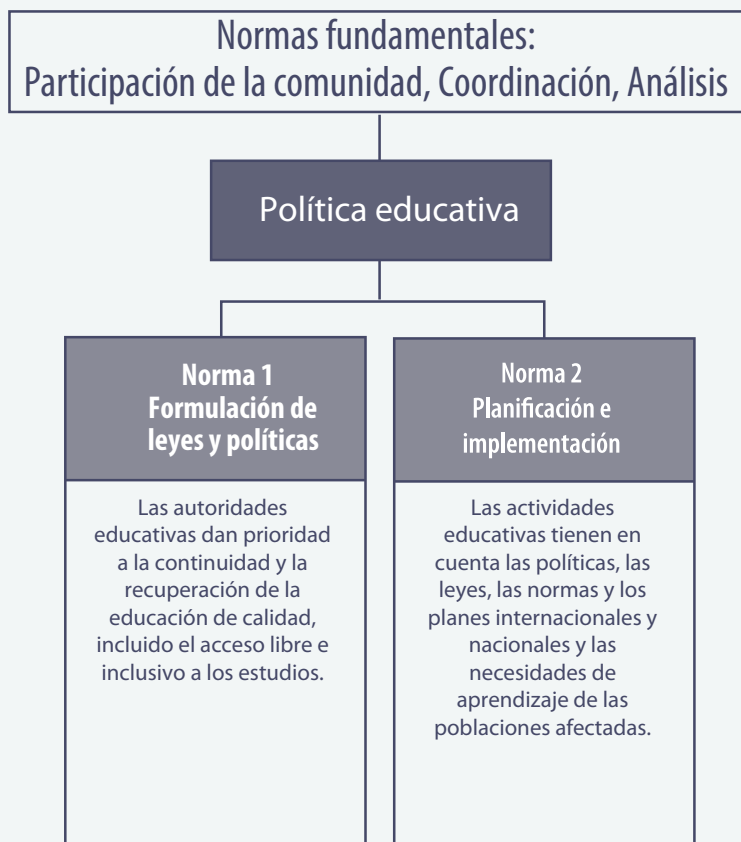 Normas fundamentales:
Participación de la comunidad, Coordinación, Análisis
Política educativa
Norma 1
Formulación de
leyes y políticas
Las autoridades
educativas dan prioridad
a la continuidad y la
recuperación de la
educación de calidad,
incluido el acceso libre e
inclusivo a los estudios.
Norma 2
Planificación e
implementación
Las actividades
educativas tienen en
cuenta las políticas, las
leyes, las normas y los
planes internacionales y
nacionales y las
necesidades de
aprendizaje de las
poblaciones afectadas.